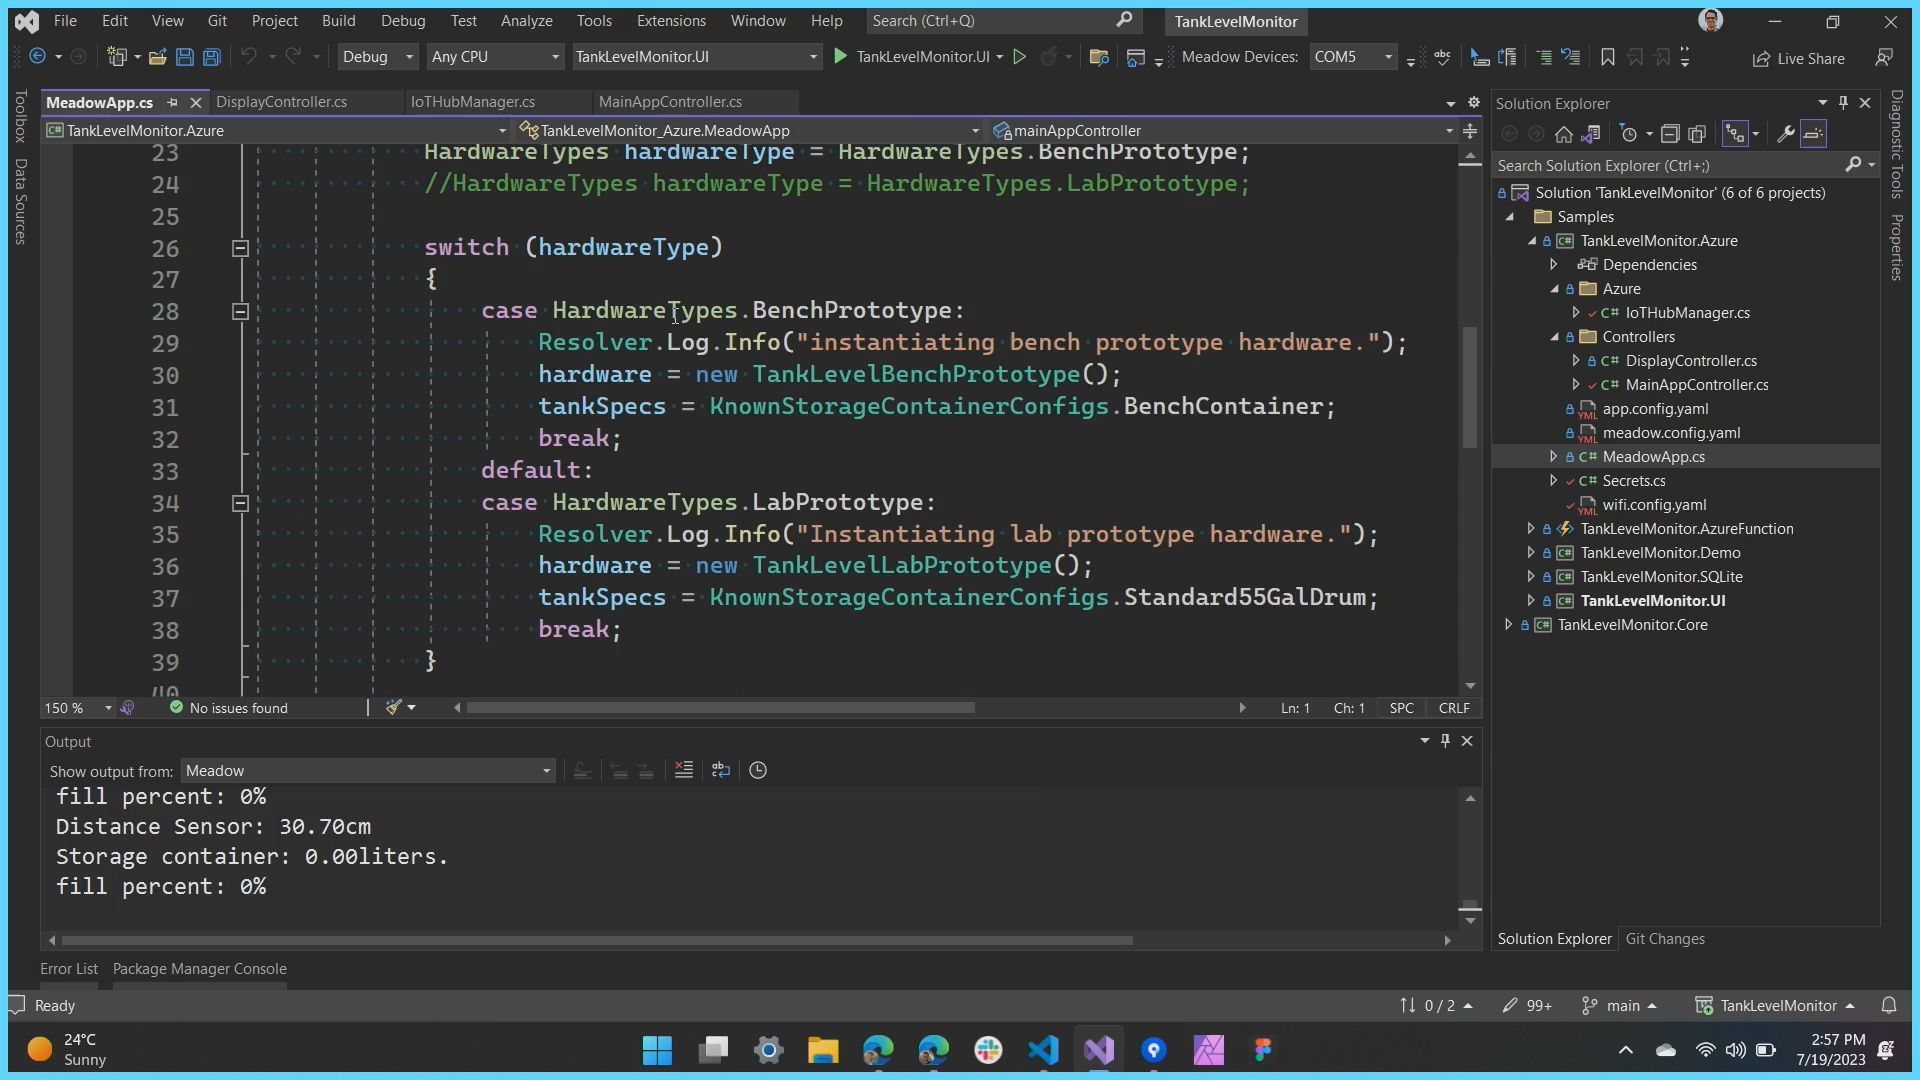 File Edit View Git Project Build Debug Test Analyze Tools Extensions Window Help Search (Ctrl+Q) TankLevelMonitor
Debug Any CPU TankLevelMonitor.UI TankLevelMonitor.UI Meadow Devices: COM5 Live Share
Toolbox
Data Sources
MeadowApp.cs DisplayController.cs IoTHubManager.cs MainAppController.cs
TankLevelMonitor.Azure TankLevelMonitor_Azure.MeadowApp mainAppController
23 HardwareTypes hardwareType = HardwareTypes.BenchPrototype;
24 //HardwareTypes hardwareType = HardwareTypes.LabPrototype;
25
26 switch (hardwareType)
27 {
28 case HardwareTypes.BenchPrototype:
29 Resolver.Log.Info("instantiating bench prototype hardware.");
30 hardware = new TankLevelBenchPrototype();
31 tankSpecs = KnownStorageContainerConfigs.BenchContainer;
32 break;
33 default:
34 case HardwareTypes.LabPrototype:
35 Resolver.Log.Info("Instantiating lab prototype hardware.");
36 hardware = new TankLevelLabPrototype();
37 tankSpecs = KnownStorageContainerConfigs.Standard55GalDrum;
38 break;
39 }
40
150 % No issues found Ln: 1 Ch: 1 SPC CRLF
Output
Show output from: Meadow
fill percent: 0%
Distance Sensor: 30.70cm
Storage container: 0.00liters.
fill percent: 0%
Error List Package Manager Console
Solution Explorer
Search Solution Explorer (Ctrl+;)
Solution 'TankLevelMonitor' (6 of 6 projects)
Samples
TankLevelMonitor.Azure
Dependencies
Azure
IoTHubManager.cs
Controllers
DisplayController.cs
MainAppController.cs
app.config.yaml
meadow.config.yaml
MeadowApp.cs
Secrets.cs
wifi.config.yaml
TankLevelMonitor.AzureFunction
TankLevelMonitor.Demo
TankLevelMonitor.SQLite
TankLevelMonitor.UI
TankLevelMonitor.Core
Solution Explorer Git Changes
Diagnostic Tools
Properties
Ready 0 / 2 99+ main TankLevelMonitor
24°C
Sunny
2:57 PM
7/19/2023